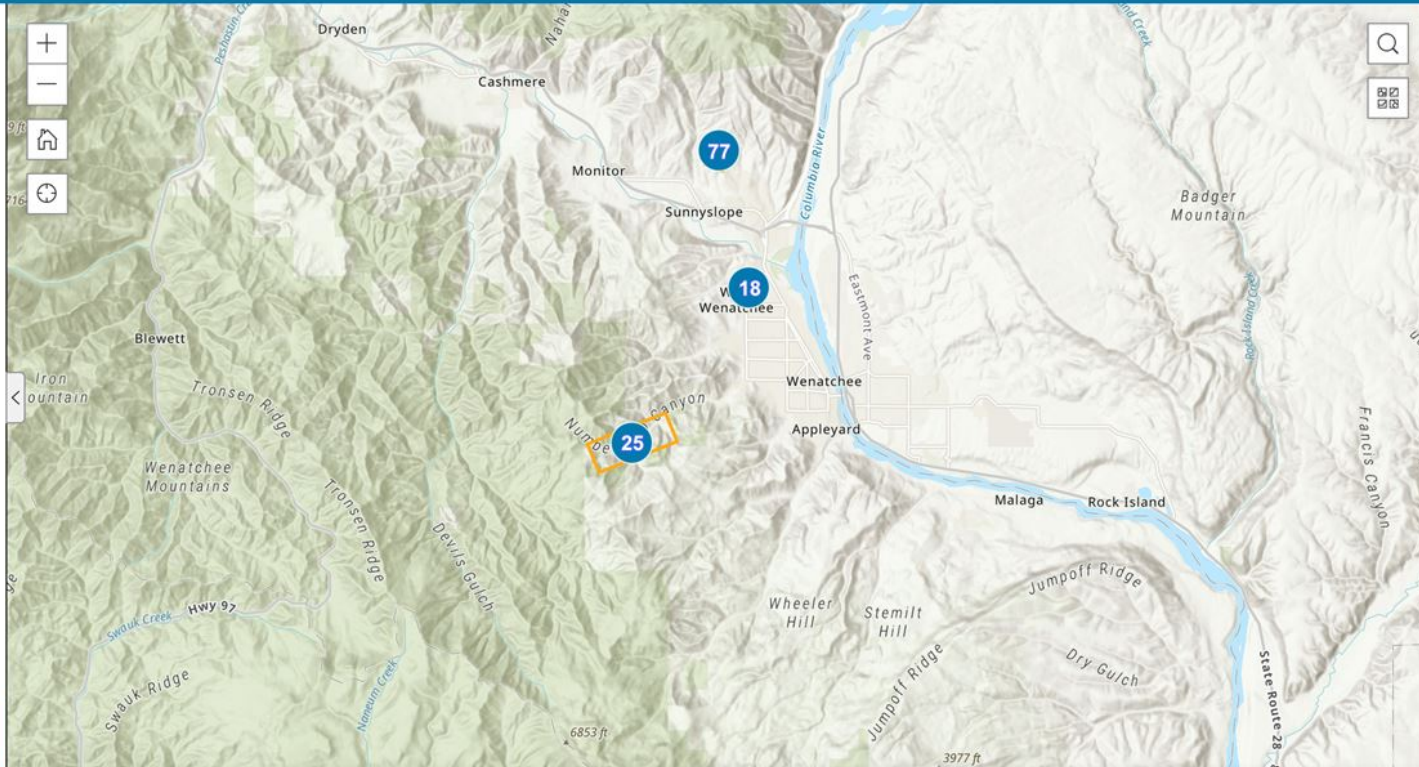 Dryden
Cashmere
Monitor
77
Sunnyslope
Columbia River
Badger
Mountain
18
Wenatchee
Eastmont Ave
Rock Island Creek
Blewett
Tronsen Ridge
Wenatchee
Appleyard
Canyon
25
Wenatchee
Mountains
Tronsen Ridge
Devils Gulch
Malaga
Rock Island
Francis Canyon
Jumpoff Ridge
Wheeler
Hill
Stemilt
Hill
Hwy 97
Swauk Creek
Swauk Ridge
Naneum Creek
Jumpoff Ridge
Dry Gulch
State Route 28
6853 ft
3977 ft